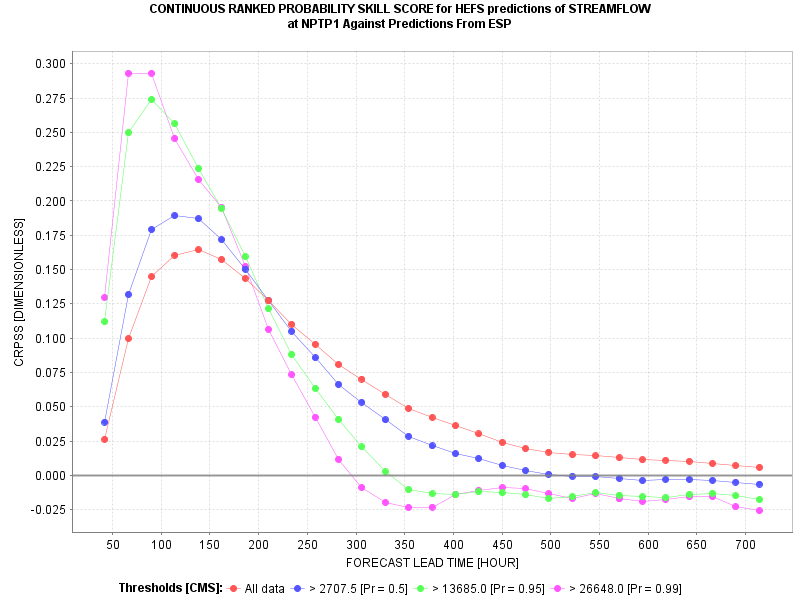 CONTINUOUS RANKED PROBABILITY SKILL SCORE for HEFS predictions of STREAMFLOW
at NPTP1 Against Predictions From ESP
CRPSS [DIMENSIONLESS]
0.300
0.275
0.250
0.225
0.200
0.175
0.150
0.125
0.100
0.075
0.050
0.025
0.000
-0.025
50 100 150 200 250 300 350 400 450 500 550 600 650 700
FORECAST LEAD TIME [HOUR]
Thresholds [CMS]: All data > 2707.5 [Pr = 0.5] > 13685.0 [Pr = 0.95] > 26648.0 [Pr = 0.99]